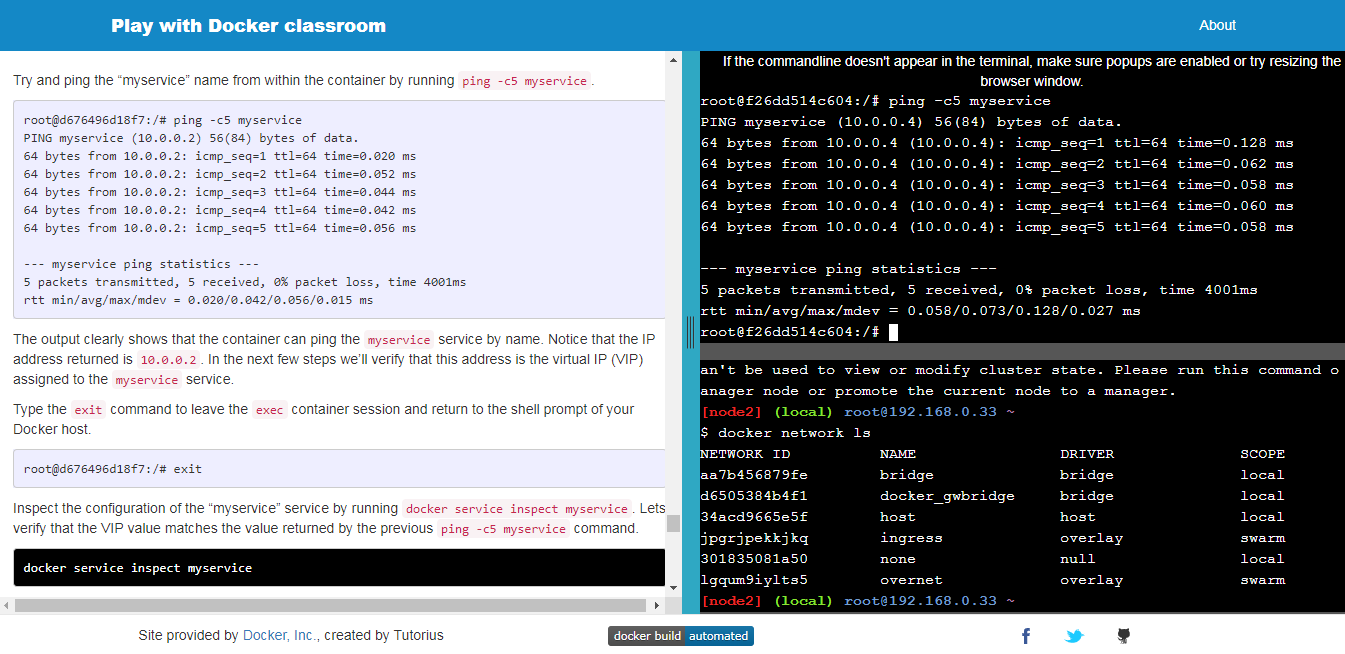 Play with Docker classroom
About
Try and ping the “myservice” name from within the container by running ping -c5 myservice.
root@d676496d18f7:/# ping -c5 myservice
PING myservice (10.0.0.2) 56(84) bytes of data.
64 bytes from 10.0.0.2: icmp_seq=1 ttl=64 time=0.020 ms
64 bytes from 10.0.0.2: icmp_seq=2 ttl=64 time=0.052 ms
64 bytes from 10.0.0.2: icmp_seq=3 ttl=64 time=0.044 ms
64 bytes from 10.0.0.2: icmp_seq=4 ttl=64 time=0.042 ms
64 bytes from 10.0.0.2: icmp_seq=5 ttl=64 time=0.056 ms
--- myservice ping statistics ---
5 packets transmitted, 5 received, 0% packet loss, time 4001ms
rtt min/avg/max/mdev = 0.020/0.042/0.056/0.015 ms
The output clearly shows that the container can ping the myservice service by name. Notice that the IP
address returned is 10.0.0.2. In the next few steps we’ll verify that this address is the virtual IP (VIP)
assigned to the myservice service.
Type the exit command to leave the exec container session and return to the shell prompt of your
Docker host.
root@d676496d18f7:/# exit
Inspect the configuration of the “myservice” service by running docker service inspect myservice. Lets
verify that the VIP value matches the value returned by the previous ping -c5 myservice command.
docker service inspect myservice
If the commandline doesn't appear in the terminal, make sure popups are enabled or try resizing the
browser window.
root@f26dd514c604:/# ping -c5 myservice
PING myservice (10.0.0.4) 56(84) bytes of data.
64 bytes from 10.0.0.4 (10.0.0.4): icmp_seq=1 ttl=64 time=0.128 ms
64 bytes from 10.0.0.4 (10.0.0.4): icmp_seq=2 ttl=64 time=0.062 ms
64 bytes from 10.0.0.4 (10.0.0.4): icmp_seq=3 ttl=64 time=0.058 ms
64 bytes from 10.0.0.4 (10.0.0.4): icmp_seq=4 ttl=64 time=0.060 ms
64 bytes from 10.0.0.4 (10.0.0.4): icmp_seq=5 ttl=64 time=0.058 ms
--- myservice ping statistics ---
5 packets transmitted, 5 received, 0% packet loss, time 4001ms
rtt min/avg/max/mdev = 0.058/0.073/0.128/0.027 ms
root@f26dd514c604:/#
an't be used to view or modify cluster state. Please run this command o
anager node or promote the current node to a manager.
[node2] (local) root@192.168.0.33 ~
$ docker network ls
NETWORK ID NAME DRIVER SCOPE
aa7b456879fe bridge bridge local
d6505384b4f1 docker_gwbridge bridge local
34acd9665e5f host host local
jpgrjpekkjkq ingress overlay swarm
301835081a50 none null local
lgqum9iylts5 overnet overlay swarm
[node2] (local) root@192.168.0.33 ~
Site provided by Docker, Inc., created by Tutorius
docker build automated